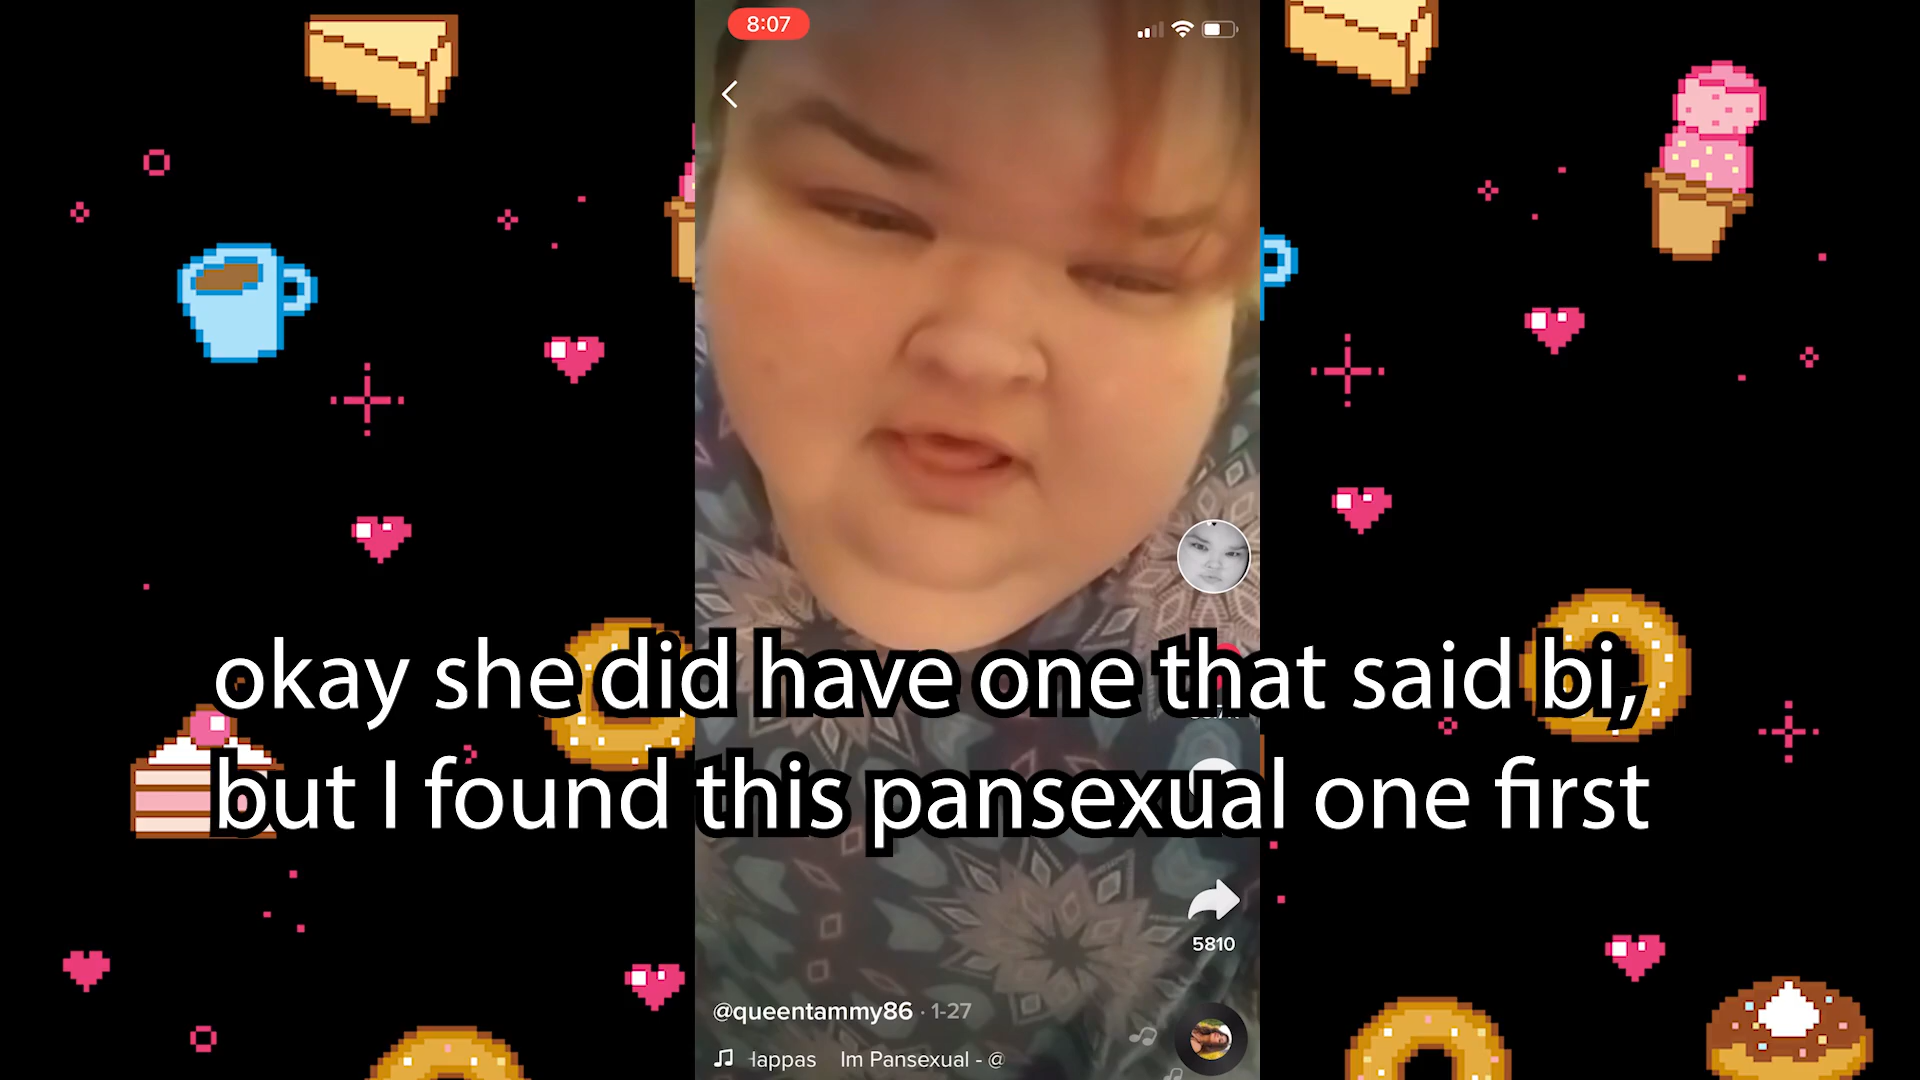 8:07
okay she did have one that said bi,
but I found this pansexual one first
5810
@queentammy86 · 1-27
Happas Im Pansexual - @